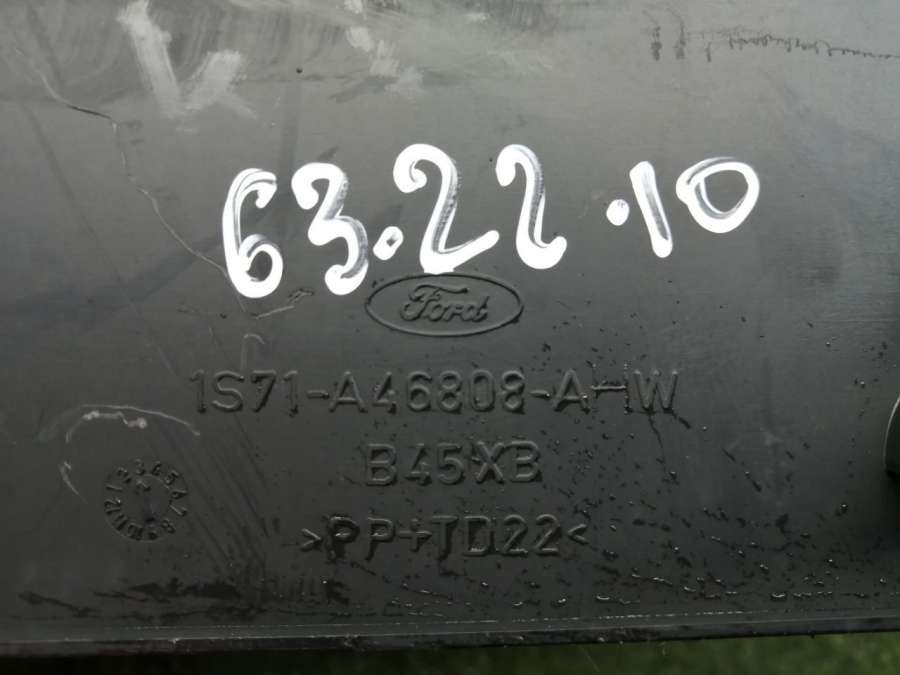 63.22.10
Ford
1S71-A46808-AHW
B45XB
>PP+TD22<